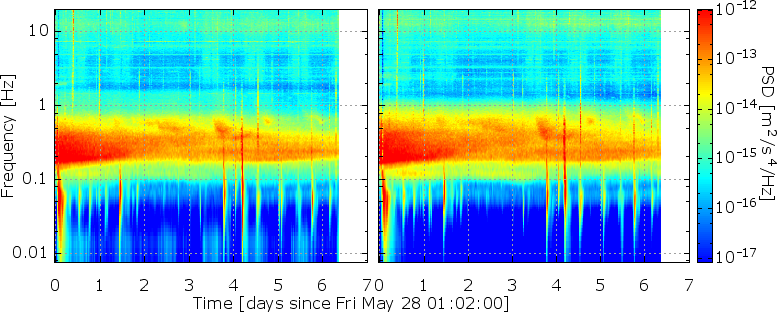 Frequency [Hz]
10
1
0.1
0.01
0 1 2 3 4 5 6 7
0 1 2 3 4 5 6 7
Time [days since Fri May 28 01:02:00]
10^-12
10^-13
10^-14
10^-15
10^-16
10^-17
PSD [m^2/s^4/Hz]